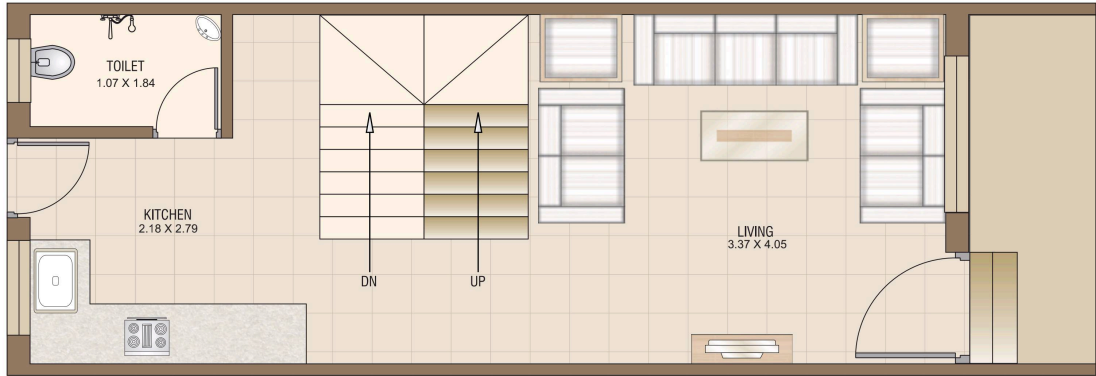 TOILET
1.07 X 1.84
KITCHEN
2.18 X 2.79
DN
UP
LIVING
3.37 X 4.05